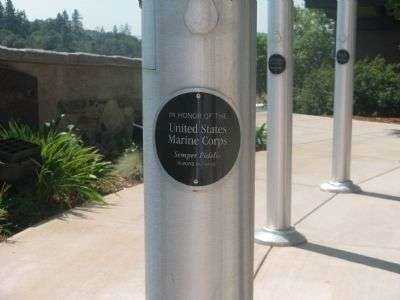 IN HONOR OF THE
United States
Marine Corps
Semper Fidelis